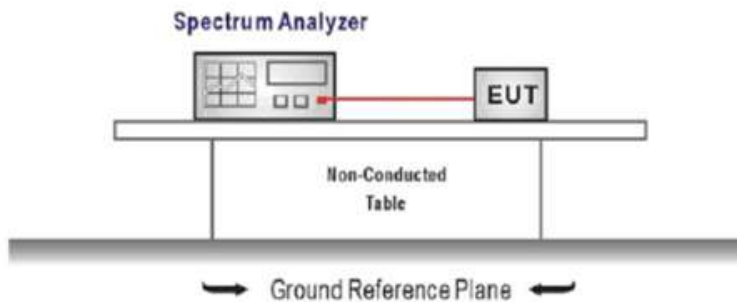 Spectrum Analyzer
EUT
Non-Conducted
Table
Ground Reference Plane